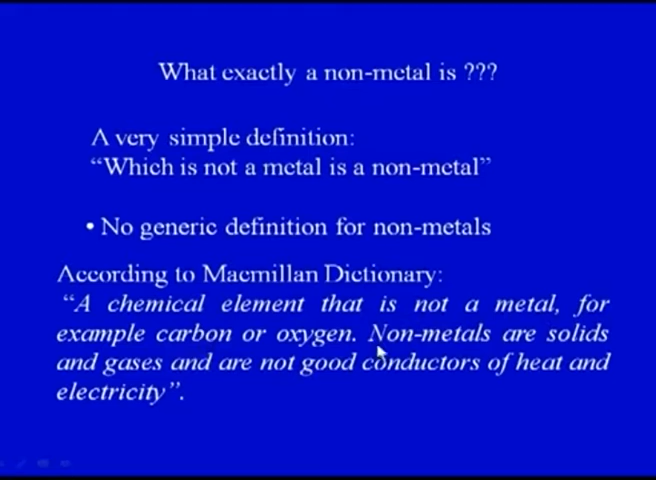 What exactly a non-metal is ???
A very simple definition:
“Which is not a metal is a non-metal”
• No generic definition for non-metals
According to Macmillan Dictionary:
“A chemical element that is not a metal, for
example carbon or oxygen. Non-metals are solids
and gases and are not good conductors of heat and
electricity”.